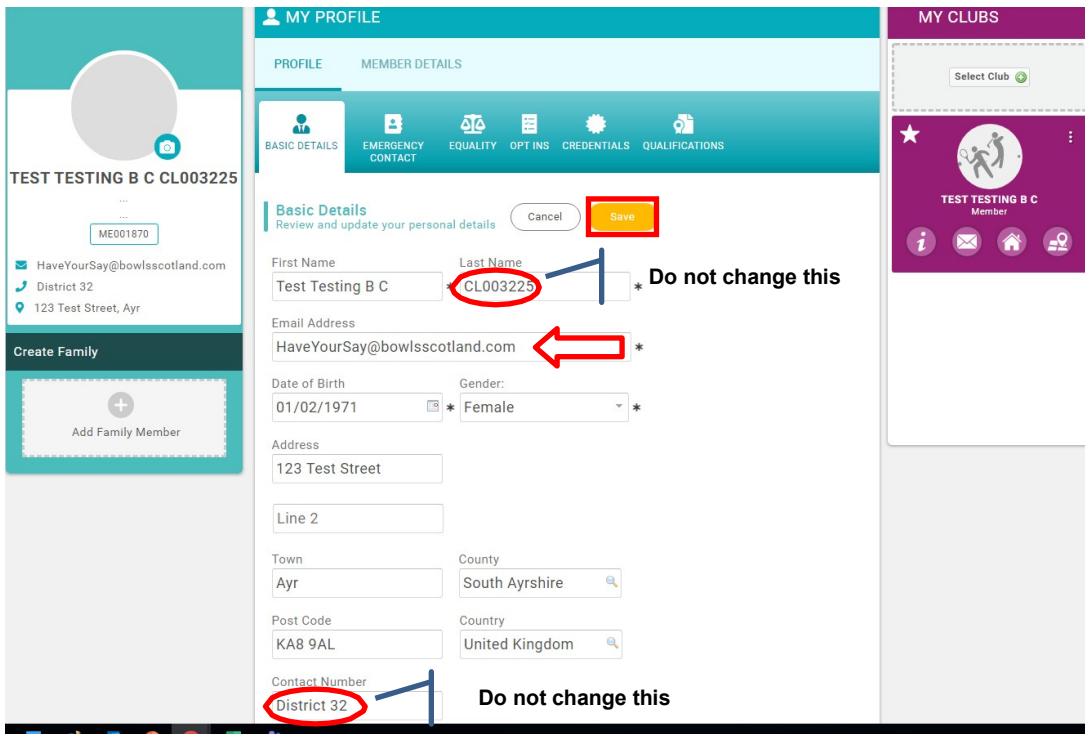 TEST TESTING B C CL003225
...
...
ME001870
HaveYourSay@bowlsscotland.com
District 32
123 Test Street, Ayr
Create Family
Add Family Member
MY PROFILE
PROFILE MEMBER DETAILS
BASIC DETAILS
EMERGENCY
CONTACT
EQUALITY
OPT INS
CREDENTIALS
QUALIFICATIONS
Basic Details
Review and update your personal details
Cancel
Save
First Name Last Name
Test Testing B C * CL003225 * Do not change this
Email Address
HaveYourSay@bowlsscotland.com *
Date of Birth Gender:
01/02/1971 * Female *
Address
123 Test Street
Line 2
Town County
Ayr South Ayrshire
Post Code Country
KA8 9AL United Kingdom
Contact Number
District 32 Do not change this
MY CLUBS
Select Club
TEST TESTING B C
Member